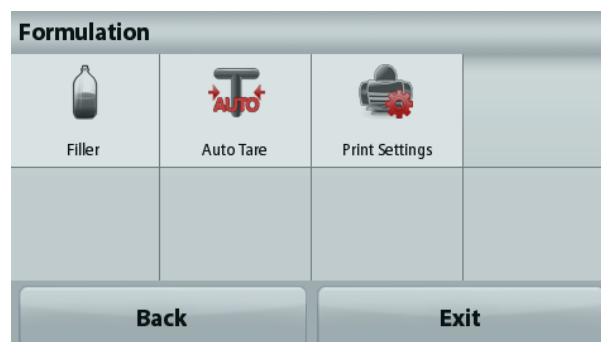 Formulation
AUTO
Filler
Auto Tare
Print Settings
Back
Exit